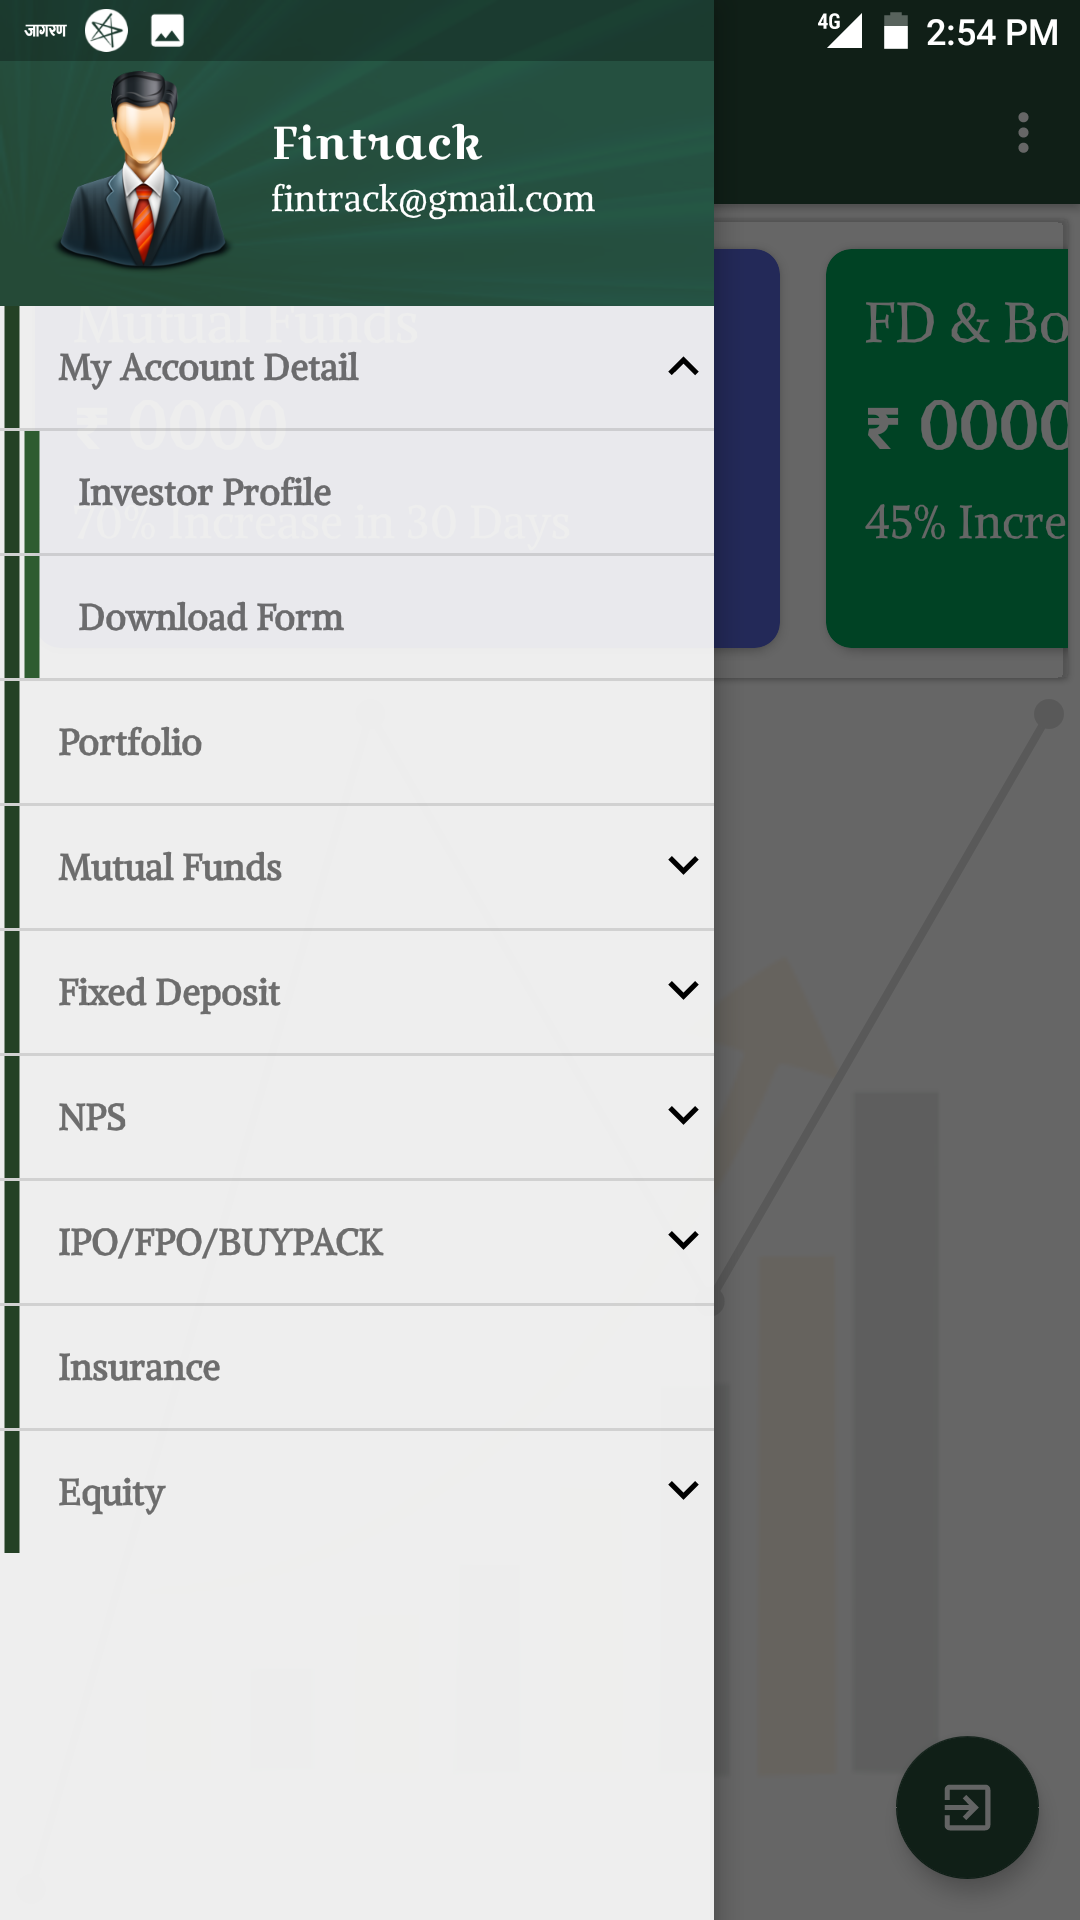 जागरण
4G 2:54 PM
Fintrack
fintrack@gmail.com
Mutual Funds
FD & Bo
My Account Detail
₹ 0000
₹ 0000
Investor Profile
70% Increase in 30 Days
45% Incre
Download Form
Portfolio
Mutual Funds
Fixed Deposit
NPS
IPO/FPO/BUYPACK
Insurance
Equity